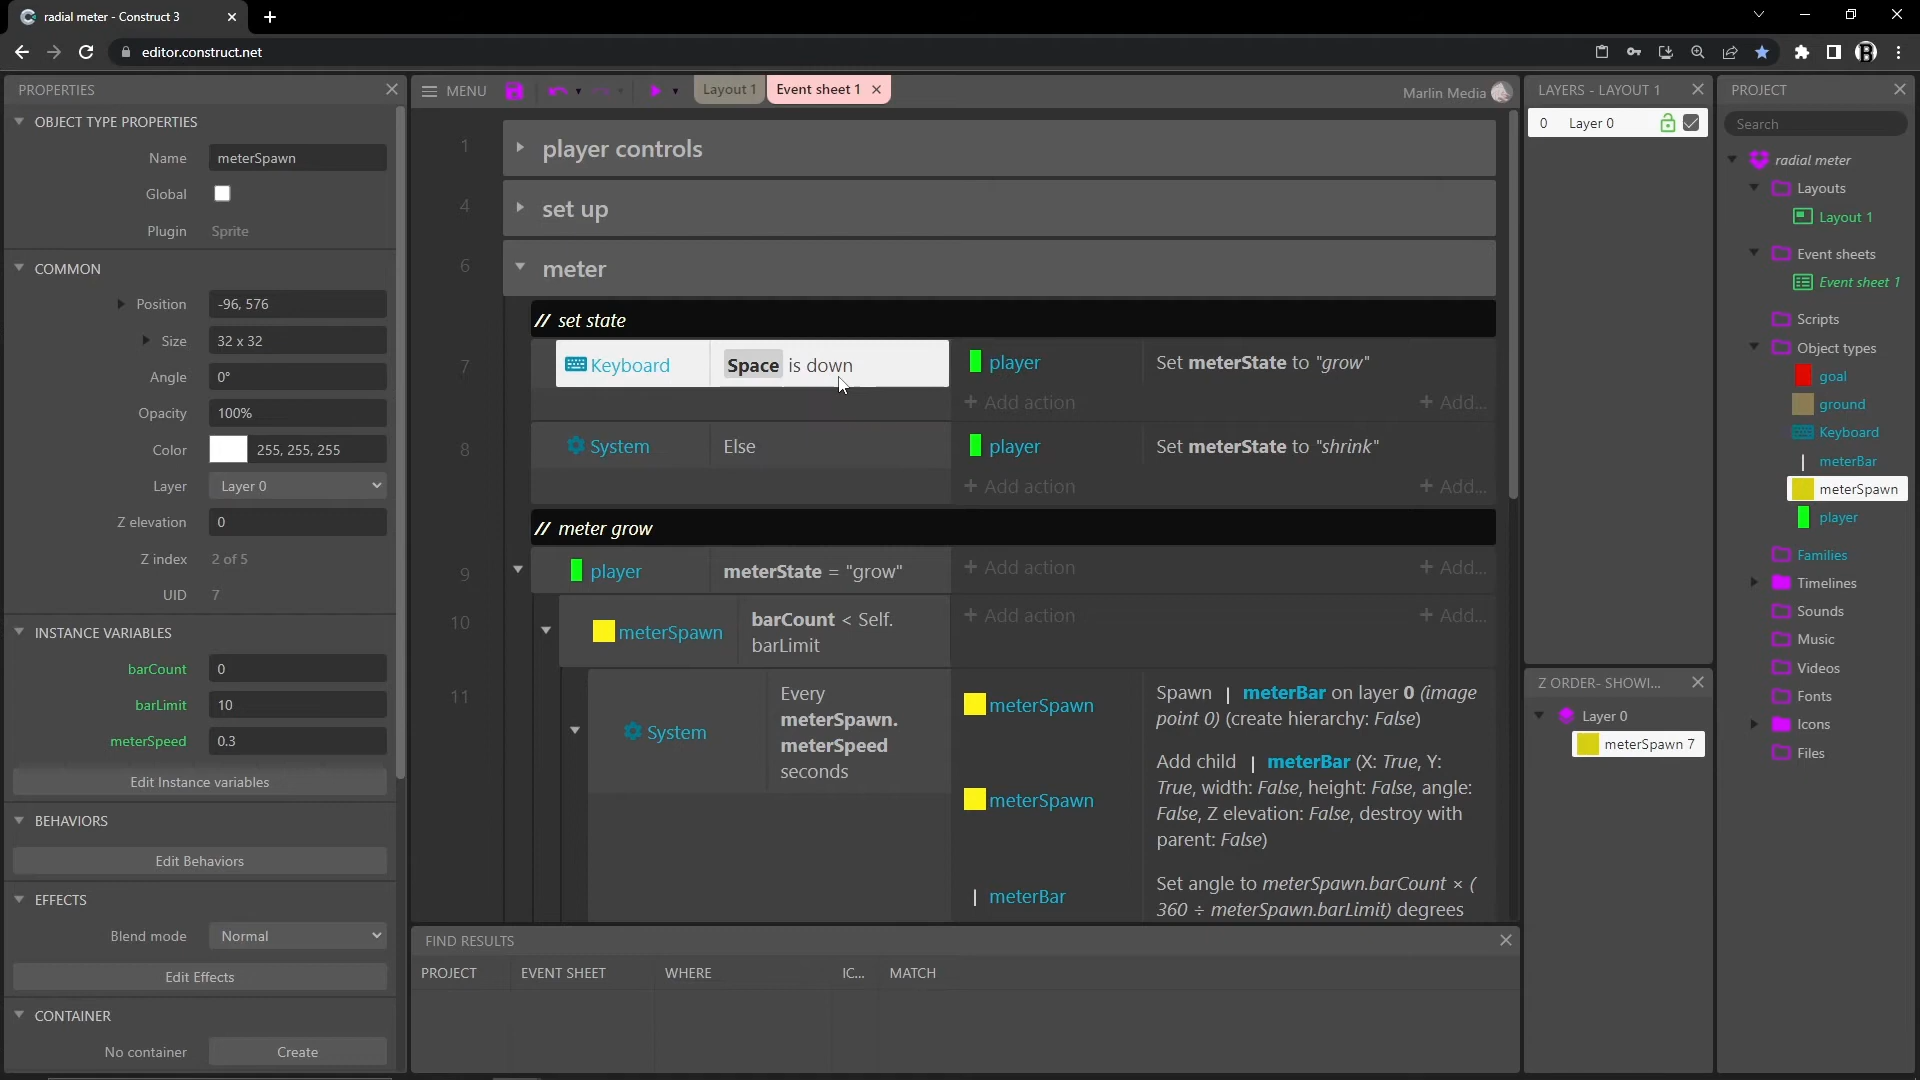 radial meter - Construct 3
editor.construct.net
PROPERTIES
OBJECT TYPE PROPERTIES
Name meterSpawn
Global
Plugin Sprite
COMMON
Position -96, 576
Size 32 x 32
Angle 0°
Opacity 100%
Color 255, 255, 255
Layer Layer 0
Z elevation 0
Z index 2 of 5
UID 7
INSTANCE VARIABLES
barCount 0
barLimit 10
meterSpeed 0.3
Edit Instance variables
BEHAVIORS
Edit Behaviors
EFFECTS
Blend mode Normal
Edit Effects
CONTAINER
No container Create
MENU
Layout 1
Event sheet 1
Marlin Media
1 player controls
4 set up
6 meter
// set state
7 Keyboard Space is down player Set meterState to "grow"
+ Add action + Add...
8 System Else player Set meterState to "shrink"
+ Add action + Add...
// meter grow
9 player meterState = "grow" + Add action + Add...
10 meterSpawn barCount < Self.
barLimit
+ Add action + Add...
11 System Every
meterSpawn.
meterSpeed
seconds
meterSpawn Spawn | meterBar on layer 0 (image
point 0) (create hierarchy: False)
meterSpawn Add child | meterBar (X: True, Y:
True, width: False, height: False, angle:
False, Z elevation: False, destroy with
parent: False)
meterBar Set angle to meterSpawn.barCount × (
360 ÷ meterSpawn.barLimit) degrees
FIND RESULTS
PROJECT EVENT SHEET WHERE IC... MATCH
LAYERS - LAYOUT 1
0 Layer 0
Z ORDER- SHOWI...
Layer 0
meterSpawn 7
PROJECT
Search
radial meter
Layouts
Layout 1
Event sheets
Event sheet 1
Scripts
Object types
goal
ground
Keyboard
meterBar
meterSpawn
player
Families
Timelines
Sounds
Music
Videos
Fonts
Icons
Files